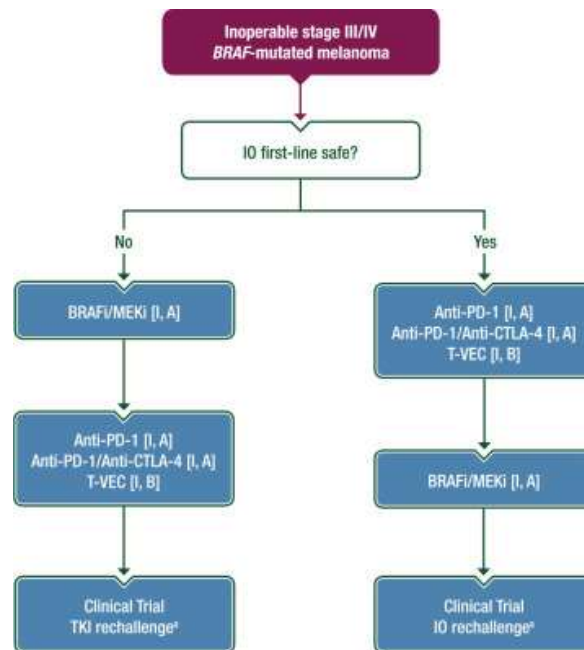 Inoperable stage III/IV
BRAF-mutated melanoma
IO first-line safe?
No
Yes
BRAFi/MEKi [I, A]
Anti-PD-1 [I, A]
Anti-PD-1/Anti-CTLA-4 [I, A]
T-VEC [I, B]
Anti-PD-1 [I, A]
Anti-PD-1/Anti-CTLA-4 [I, A]
T-VEC [I, B]
BRAFi/MEKi [I, A]
Clinical Trial
TKI rechallengeª
Clinical Trial
IO rechallengeª